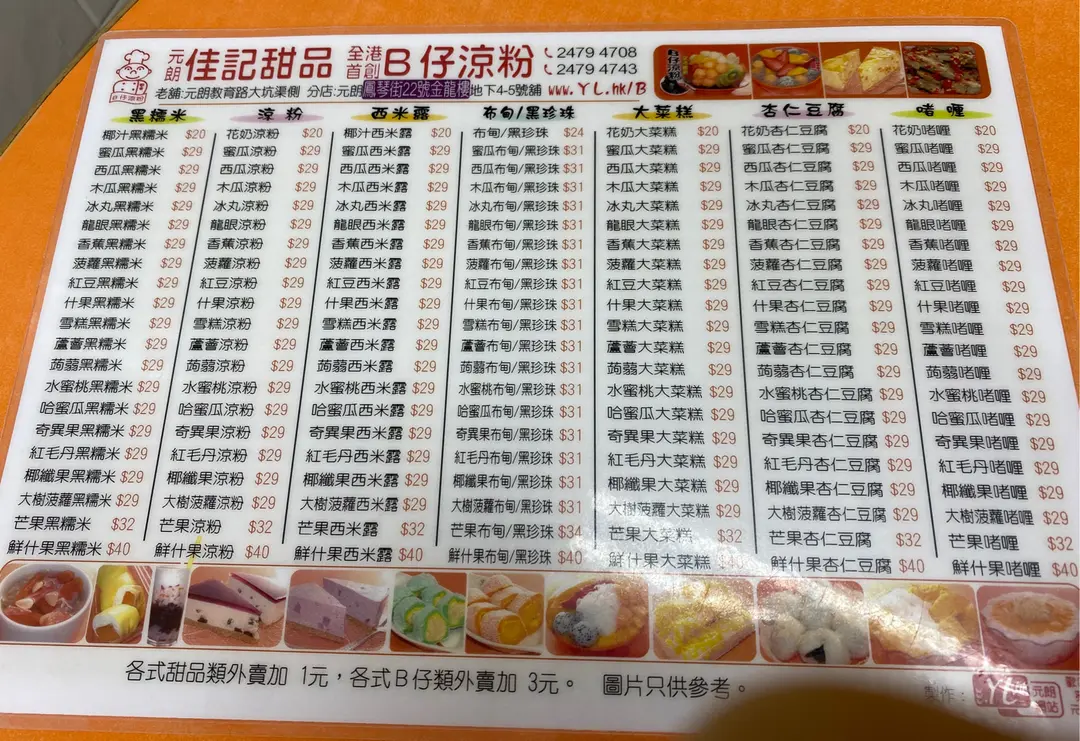 元朗 佳記甜品 全港首創 B仔涼粉 2479 4708
2479 4743
B仔涼粉
B仔涼粉
老舖:元朗教育路大坑渠側 分店:元朗鳳琴街22號金龍樓地下4-5號舖 www.YL.hk/B
黑糯米 涼粉 西米露 布甸/黑珍珠 大菜糕 杏仁豆腐 啫喱
椰汁黑糯米 $20 花奶涼粉 $20 椰汁西米露 $20 布甸/黑珍珠 $24 花奶大菜糕 $20 花奶杏仁豆腐 $20 花奶啫喱 $20
蜜瓜黑糯米 $29 蜜瓜涼粉 $29 蜜瓜西米露 $29 蜜瓜布甸/黑珍珠 $31 蜜瓜大菜糕 $29 蜜瓜杏仁豆腐 $29 蜜瓜啫喱 $29
西瓜黑糯米 $29 西瓜涼粉 $29 西瓜西米露 $29 西瓜布甸/黑珍珠 $31 西瓜大菜糕 $29 西瓜杏仁豆腐 $29 西瓜啫喱 $29
木瓜黑糯米 $29 木瓜涼粉 $29 木瓜西米露 $29 木瓜布甸/黑珍珠 $31 木瓜大菜糕 $29 木瓜杏仁豆腐 $29 木瓜啫喱 $29
冰丸黑糯米 $29 冰丸涼粉 $29 冰丸西米露 $29 冰丸布甸/黑珍珠 $31 冰丸大菜糕 $29 冰丸杏仁豆腐 $29 冰丸啫喱 $29
龍眼黑糯米 $29 龍眼涼粉 $29 龍眼西米露 $29 龍眼布甸/黑珍珠 $31 龍眼大菜糕 $29 龍眼杏仁豆腐 $29 龍眼啫喱 $29
香蕉黑糯米 $29 香蕉涼粉 $29 香蕉西米露 $29 香蕉布甸/黑珍珠 $31 香蕉大菜糕 $29 香蕉杏仁豆腐 $29 香蕉啫喱 $29
菠蘿黑糯米 $29 菠蘿涼粉 $29 菠蘿西米露 $29 菠蘿布甸/黑珍珠 $31 菠蘿大菜糕 $29 菠蘿杏仁豆腐 $29 菠蘿啫喱 $29
紅豆黑糯米 $29 紅豆涼粉 $29 紅豆西米露 $29 紅豆布甸/黑珍珠 $31 紅豆大菜糕 $29 紅豆杏仁豆腐 $29 紅豆啫喱 $29
什果黑糯米 $29 什果涼粉 $29 什果西米露 $29 什果布甸/黑珍珠 $31 什果大菜糕 $29 什果杏仁豆腐 $29 什果啫喱 $29
雪糕黑糯米 $29 雪糕涼粉 $29 雪糕西米露 $29 雪糕布甸/黑珍珠 $31 雪糕大菜糕 $29 雪糕杏仁豆腐 $29 雪糕啫喱 $29
蘆薈黑糯米 $29 蘆薈涼粉 $29 蘆薈西米露 $29 蘆薈布甸/黑珍珠 $31 蘆薈大菜糕 $29 蘆薈杏仁豆腐 $29 蘆薈啫喱 $29
蒟蒻黑糯米 $29 蒟蒻涼粉 $29 蒟蒻西米露 $29 蒟蒻布甸/黑珍珠 $31 蒟蒻大菜糕 $29 蒟蒻杏仁豆腐 $29 蒟蒻啫喱 $29
水蜜桃黑糯米 $29 水蜜桃涼粉 $29 水蜜桃西米露 $29 水蜜桃布甸/黑珍珠 $31 水蜜桃大菜糕 $29 水蜜桃杏仁豆腐 $29 水蜜桃啫喱 $29
哈蜜瓜黑糯米 $29 哈蜜瓜涼粉 $29 哈蜜瓜西米露 $29 哈蜜瓜布甸/黑珍珠 $31 哈蜜瓜大菜糕 $29 哈蜜瓜杏仁豆腐 $29 哈蜜瓜啫喱 $29
奇異果黑糯米 $29 奇異果涼粉 $29 奇異果西米露 $29 奇異果布甸/黑珍珠 $31 奇異果大菜糕 $29 奇異果杏仁豆腐 $29 奇異果啫喱 $29
紅毛丹黑糯米 $29 紅毛丹涼粉 $29 紅毛丹西米露 $29 紅毛丹布甸/黑珍珠 $31 紅毛丹大菜糕 $29 紅毛丹杏仁豆腐 $29 紅毛丹啫喱 $29
椰纖果黑糯米 $29 椰纖果涼粉 $29 椰纖果西米露 $29 椰纖果布甸/黑珍珠 $31 椰纖果大菜糕 $29 椰纖果杏仁豆腐 $29 椰纖果啫喱 $29
大樹菠蘿黑糯米 $29 大樹菠蘿涼粉 $29 大樹菠蘿西米露 $29 大樹菠蘿布甸/黑珍珠 $31 大樹菠蘿大菜糕 $29 大樹菠蘿杏仁豆腐 $29 大樹菠蘿啫喱 $29
芒果黑糯米 $32 芒果涼粉 $32 芒果西米露 $32 芒果布甸/黑珍珠 $34 芒果大菜糕 $32 芒果杏仁豆腐 $32 芒果啫喱 $32
鮮什果黑糯米 $40 鮮什果涼粉 $40 鮮什果西米露 $40 鮮什果布甸/黑珍珠 $40 鮮什果大菜糕 $40 鮮什果杏仁豆腐 $40 鮮什果啫喱 $40
各式甜品類外賣加 1元，各式B仔類外賣加 3元。 圖片只供參考。
製作： YL 元朗網站